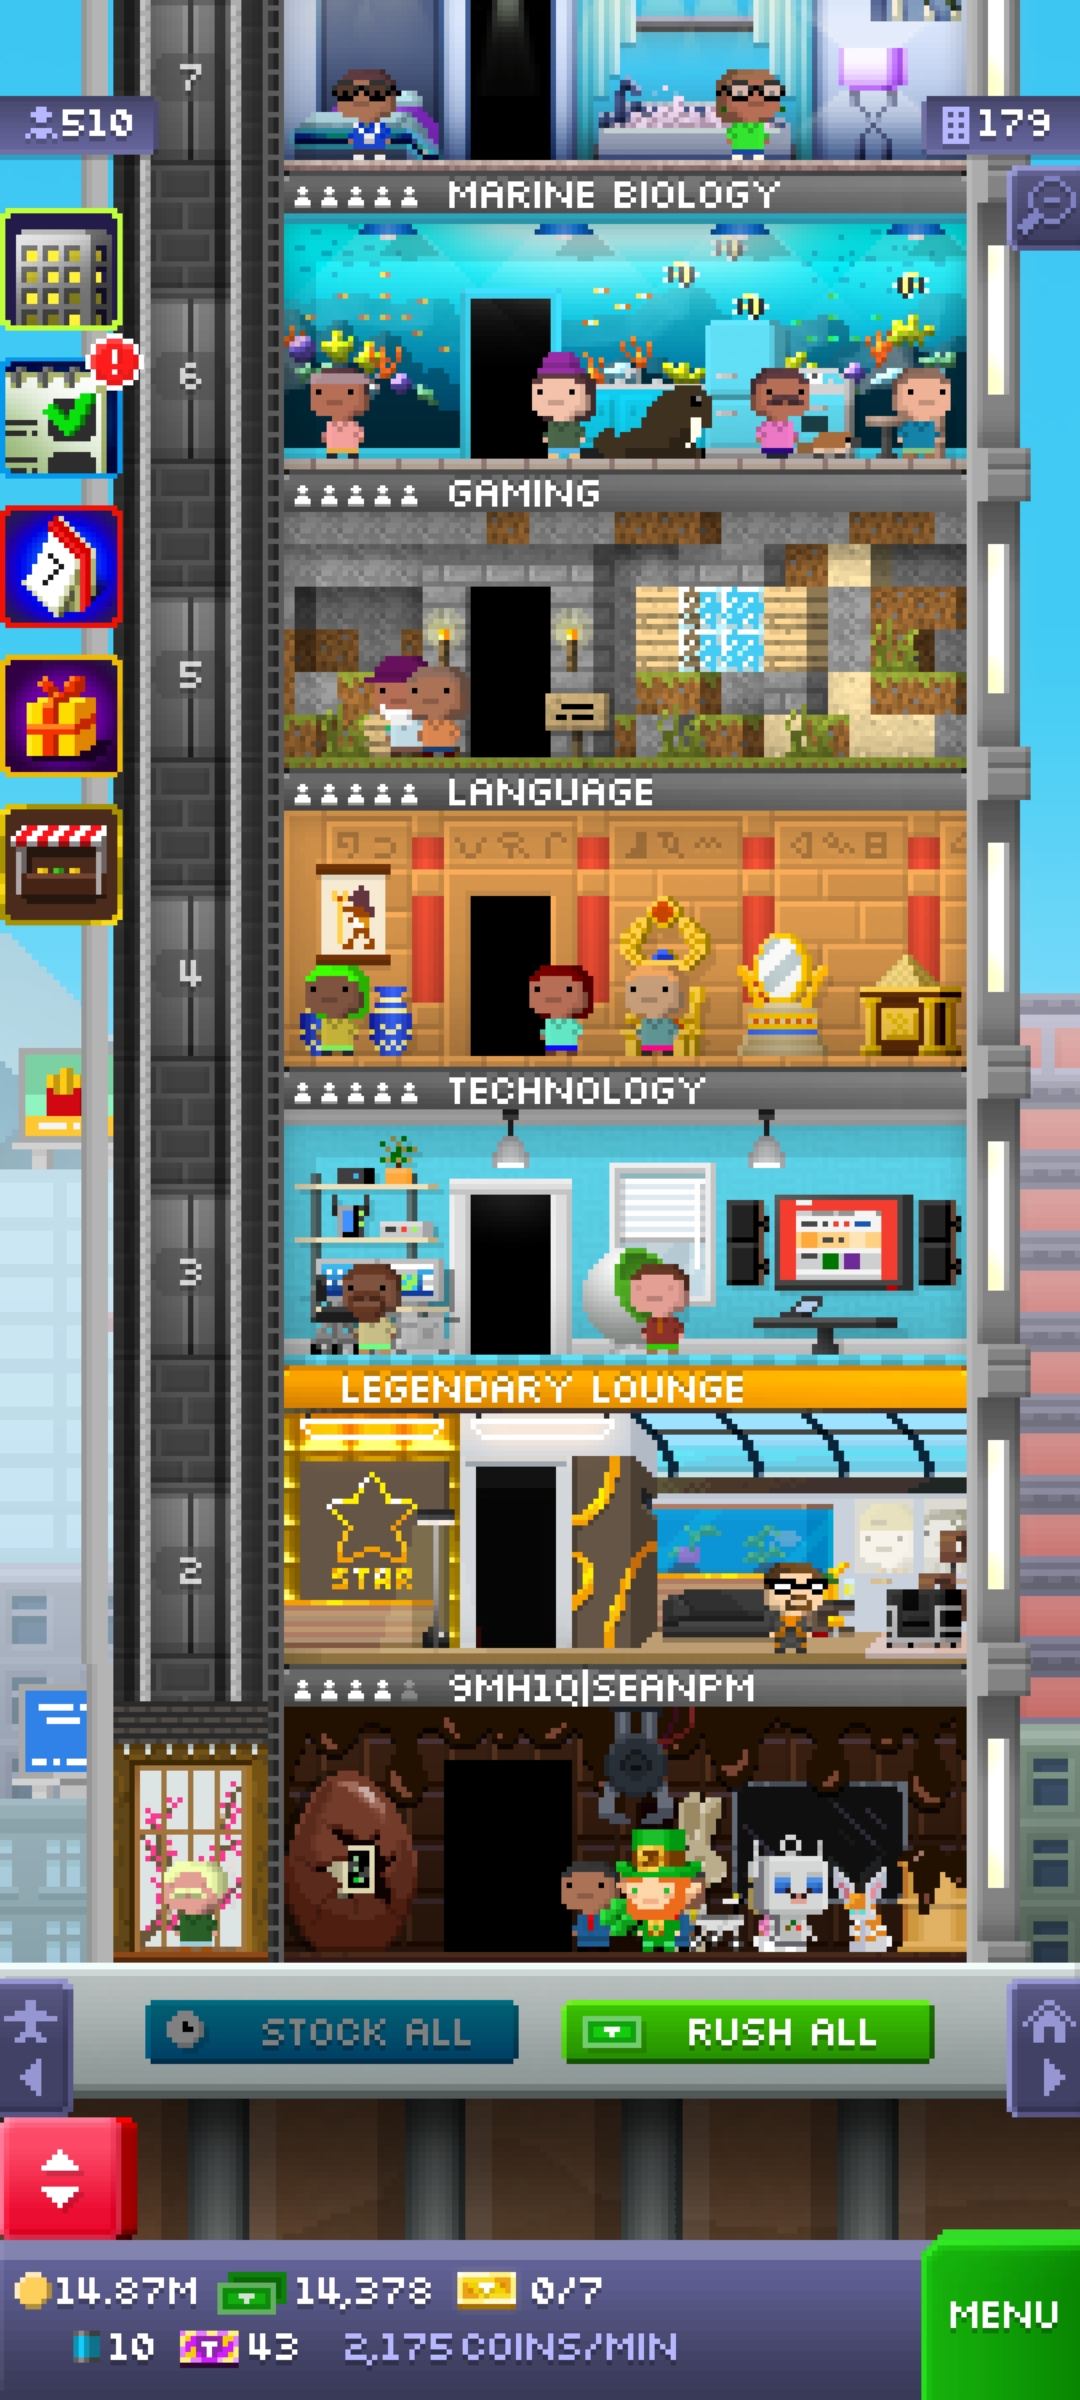 7
510
179
MARINE BIOLOGY
6
GAMING
7
5
LANGUAGE
4
TECHNOLOGY
3
LEGENDARY LOUNGE
STAR
2
9MH1Q|SEANPM
STOCK ALL
RUSH ALL
14.87M 14,378 0/7
MENU
10 43 2,175 COINS/MIN